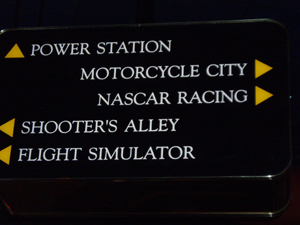 POWER STATION
MOTORCYCLE CITY
NASCAR RACING
SHOOTER'S ALLEY
FLIGHT SIMULATOR